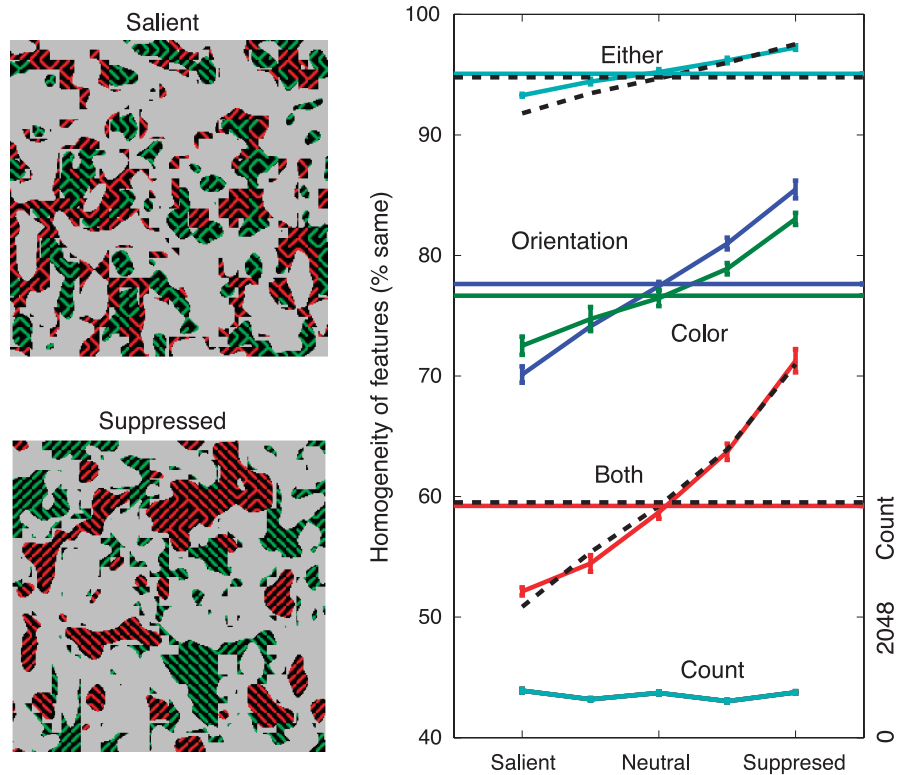 Salient
Suppressed
Homogeneity of features (% same)
100
90
80
70
60
50
40
Either
Orientation
Color
Both
Count
Salient
Neutral
Suppresed
0
2048
Count